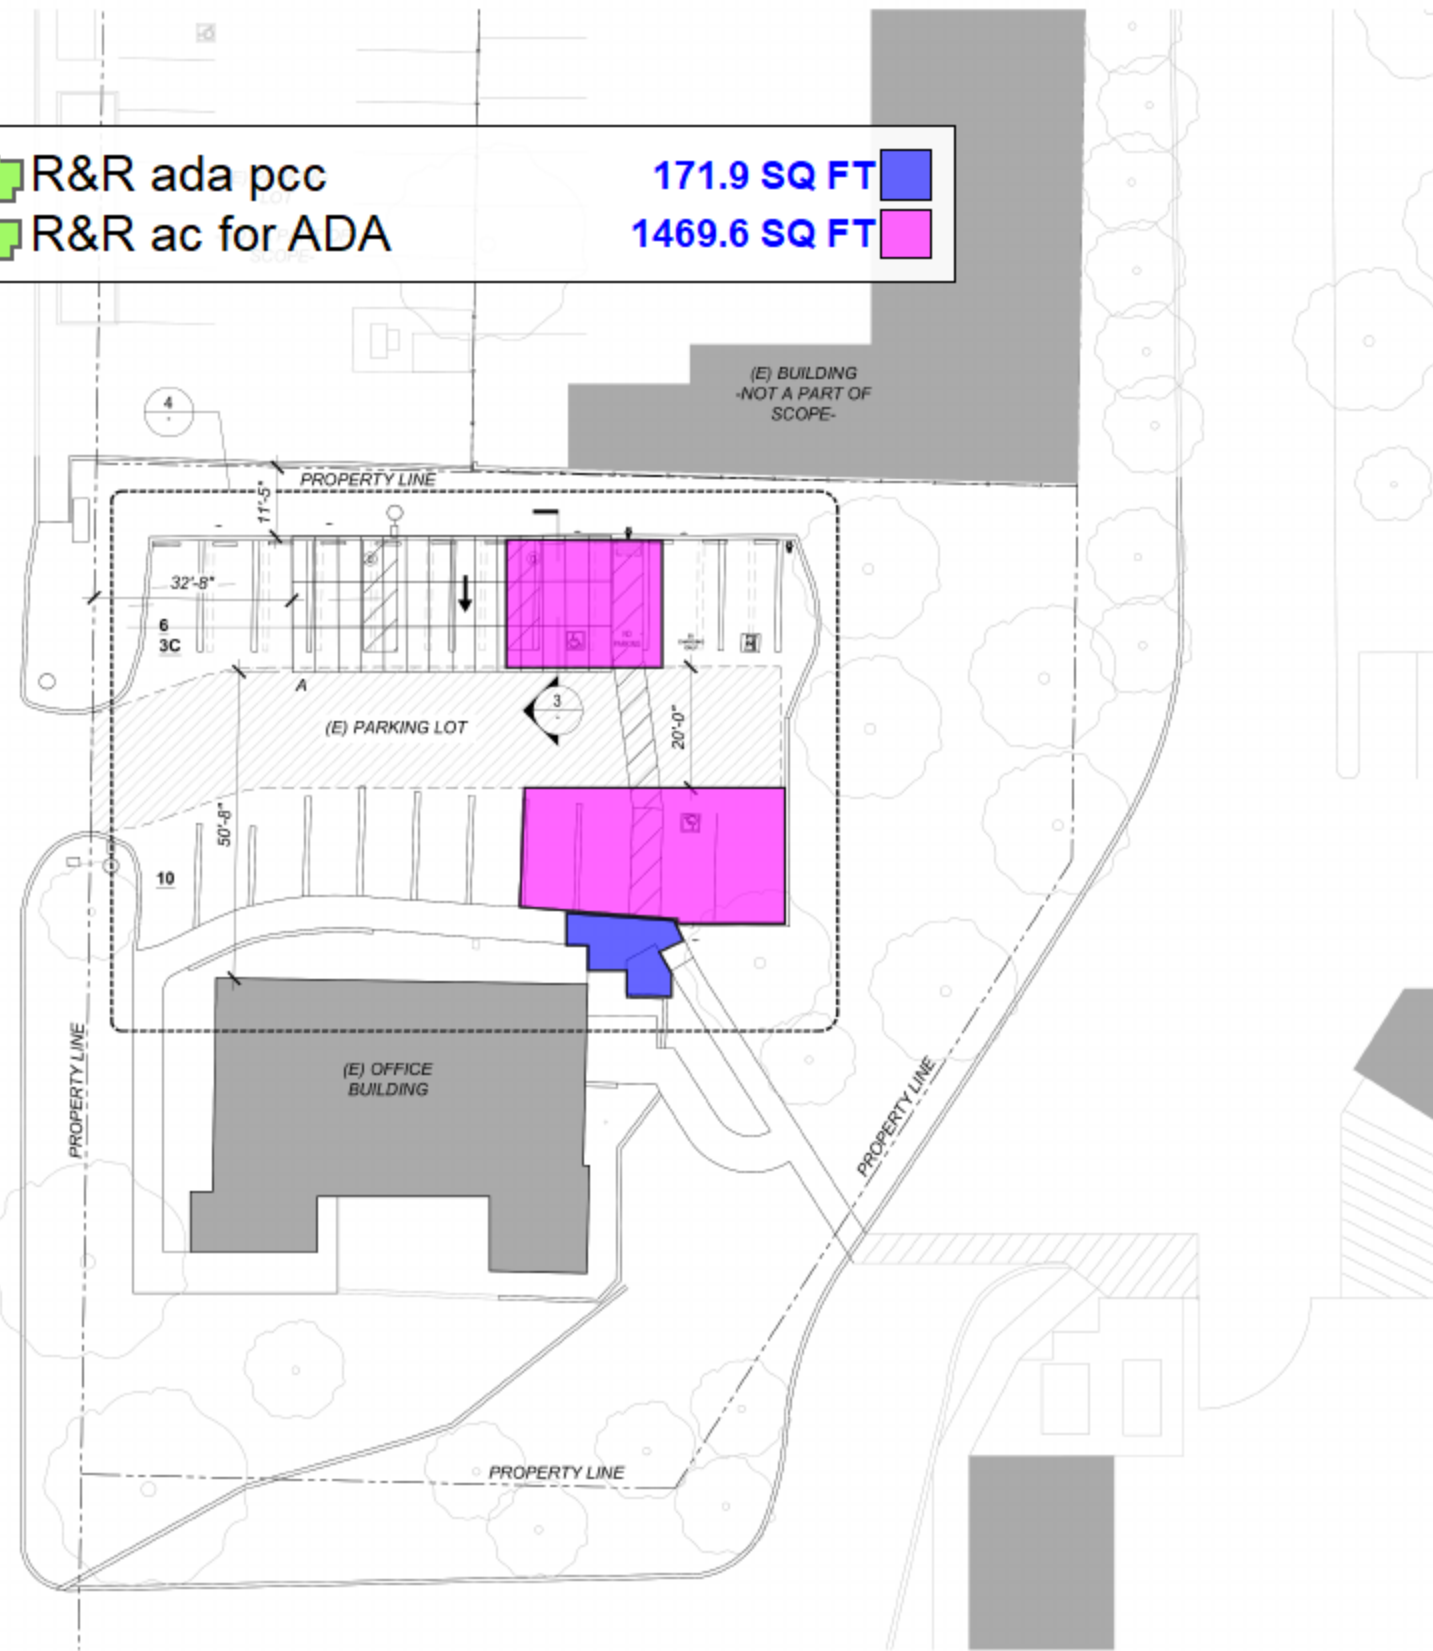 R&R ada pcc 171.9 SQ FT
R&R ac for ADA 1469.6 SQ FT
(E) BUILDING
-NOT A PART OF
SCOPE-
4
PROPERTY LINE
11'-5"
32'-8"
6
3C
A
(E) PARKING LOT
3
20'-0"
50'-8"
10
(E) OFFICE
BUILDING
PROPERTY LINE
PROPERTY LINE
PROPERTY LINE